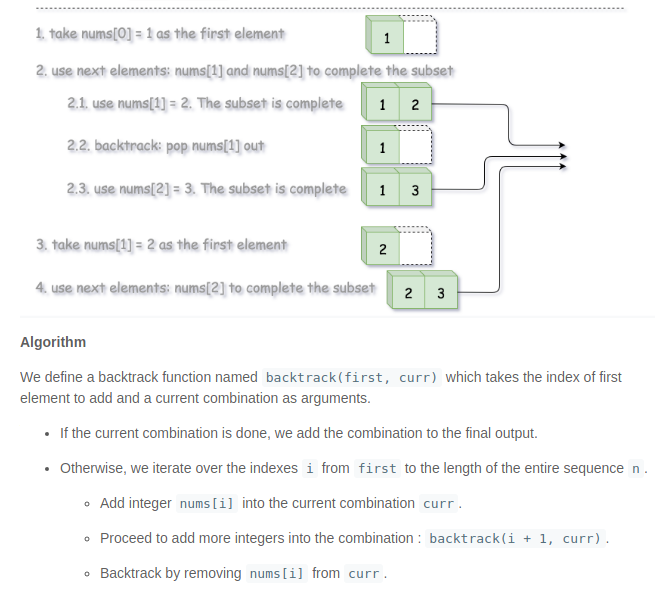 1. take nums[0] = 1 as the first element
1
2. use next elements: nums[1] and nums[2] to complete the subset
2.1. use nums[1] = 2. The subset is complete
1 2
2.2. backtrack: pop nums[1] out
1
2.3. use nums[2] = 3. The subset is complete
1 3
3. take nums[1] = 2 as the first element
2
4. use next elements: nums[2] to complete the subset
2 3
Algorithm
We define a backtrack function named backtrack(first, curr) which takes the index of first
element to add and a current combination as arguments.
• If the current combination is done, we add the combination to the final output.
• Otherwise, we iterate over the indexes i from first to the length of the entire sequence n .
◦ Add integer nums[i] into the current combination curr .
◦ Proceed to add more integers into the combination : backtrack(i + 1, curr) .
◦ Backtrack by removing nums[i] from curr .